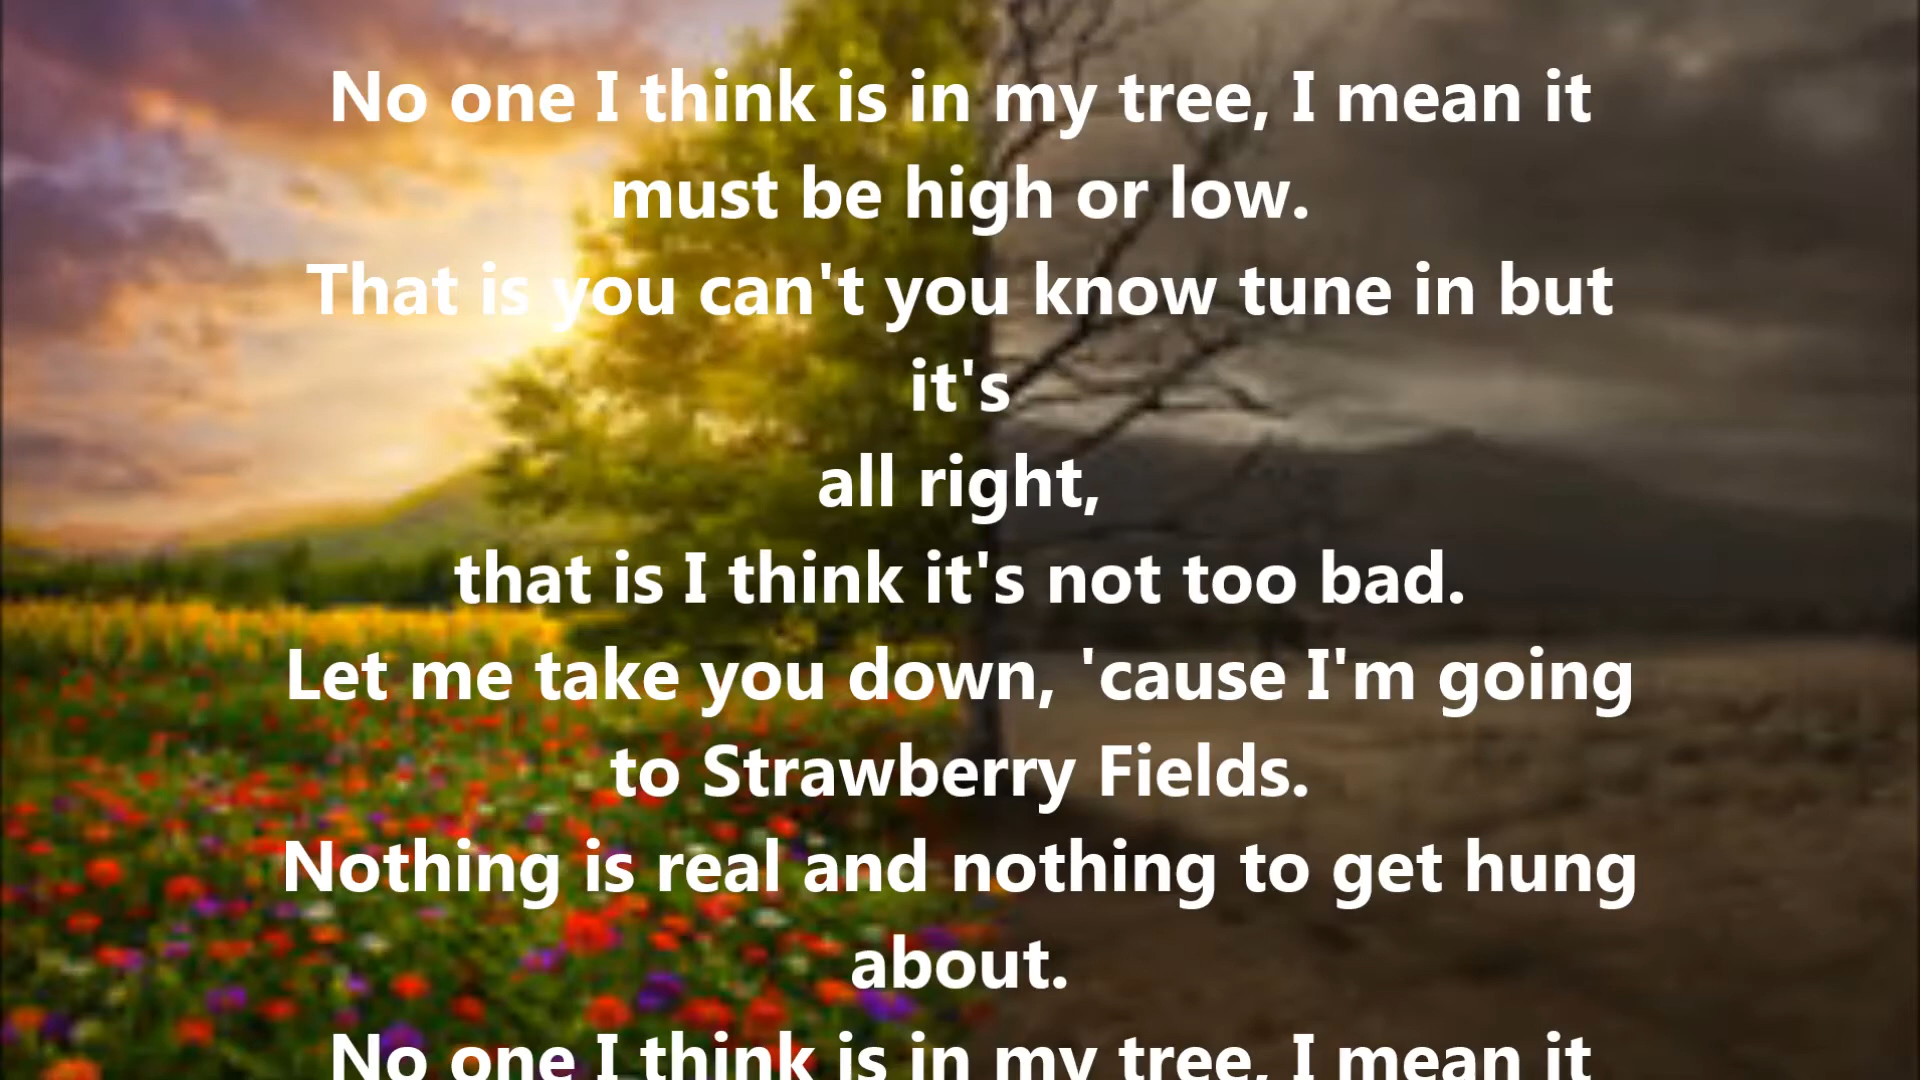 No one I think is in my tree, I mean it
must be high or low.
That is you can't you know tune in but
it's
all right,
that is I think it's not too bad.
Let me take you down, 'cause I'm going
to Strawberry Fields.
Nothing is real and nothing to get hung
about.
No one I think is in my tree, I mean it